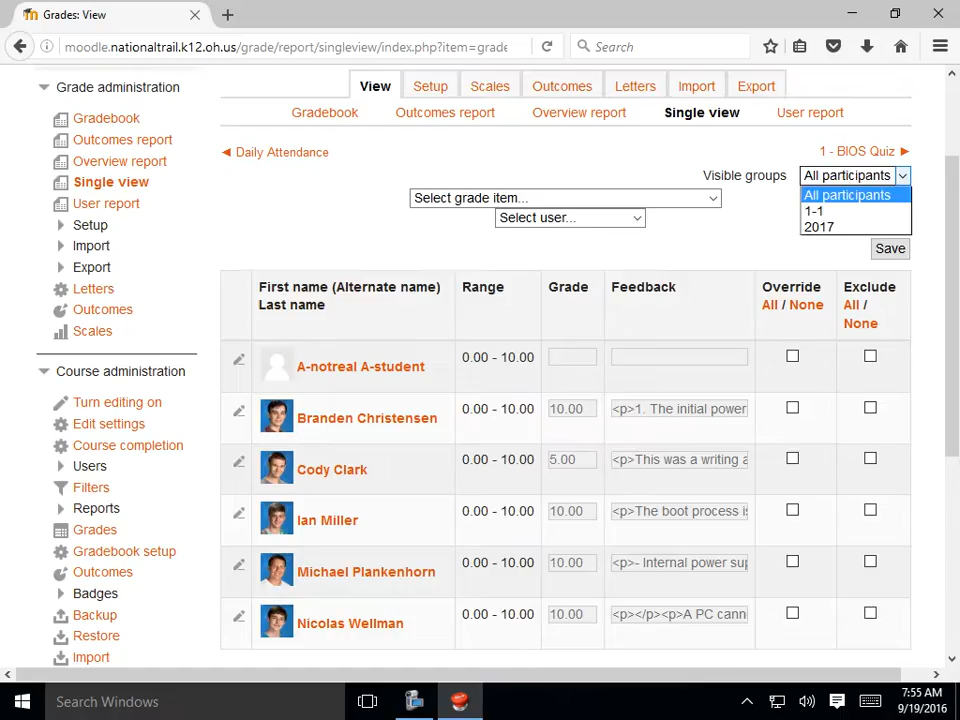 Grades: View
moodle.nationaltrail.k12.oh.us/grade/report/singleview/index.php?item=grade
Search
Grade administration
Gradebook
Outcomes report
Overview report
Single view
User report
Setup
Import
Export
Letters
Outcomes
Scales
Course administration
Turn editing on
Edit settings
Course completion
Users
Filters
Reports
Grades
Gradebook setup
Outcomes
Badges
Backup
Restore
Import
View Setup Scales Outcomes Letters Import Export
Gradebook Outcomes report Overview report Single view User report
◄ Daily Attendance
1 - BIOS Quiz ►
Visible groups All participants
All participants
1-1
2017
Select grade item...
Select user...
Save
First name (Alternate name) Range Grade Feedback Override Exclude
Last name All / None All /
None
A-notreal A-student 0.00 - 10.00
Branden Christensen 0.00 - 10.00 10.00 <p>1. The initial power
Cody Clark 0.00 - 10.00 5.00 <p>This was a writing a
Ian Miller 0.00 - 10.00 10.00 <p>The boot process is
Michael Plankenhorn 0.00 - 10.00 10.00 <p>- Internal power sup
Nicolas Wellman 0.00 - 10.00 10.00 <p></p><p>A PC cann
Search Windows
7:55 AM
9/19/2016